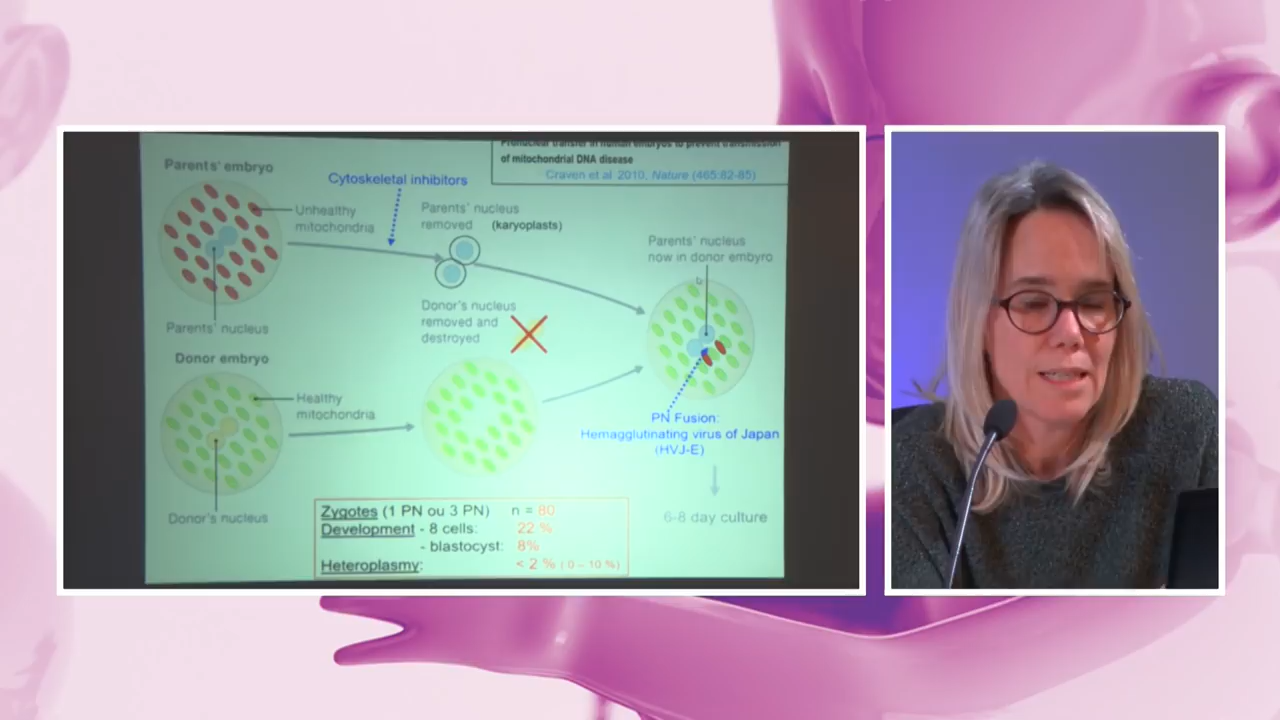 Pronuclear transfer in human embryos to prevent transmission
of mitochondrial DNA disease
Craven et al. 2010, Nature (465:82-85)
Parents' embryo
Cytoskeletal inhibitors
Unhealthy
mitochondria
Parents' nucleus
removed (karyoplasts)
Parents' nucleus
now in donor embyro
Parents' nucleus
Donor's nucleus
removed and
destroyed
Donor embryo
Healthy
mitochondria
PN Fusion:
Hemagglutinating virus of Japan
(HVJ-E)
Donor's nucleus
6-8 day culture
Zygotes (1 PN ou 3 PN) n = 80
Development - 8 cells: 22 %
- blastocyst: 8%
Heteroplasmy: < 2 % ( 0 – 10 %)